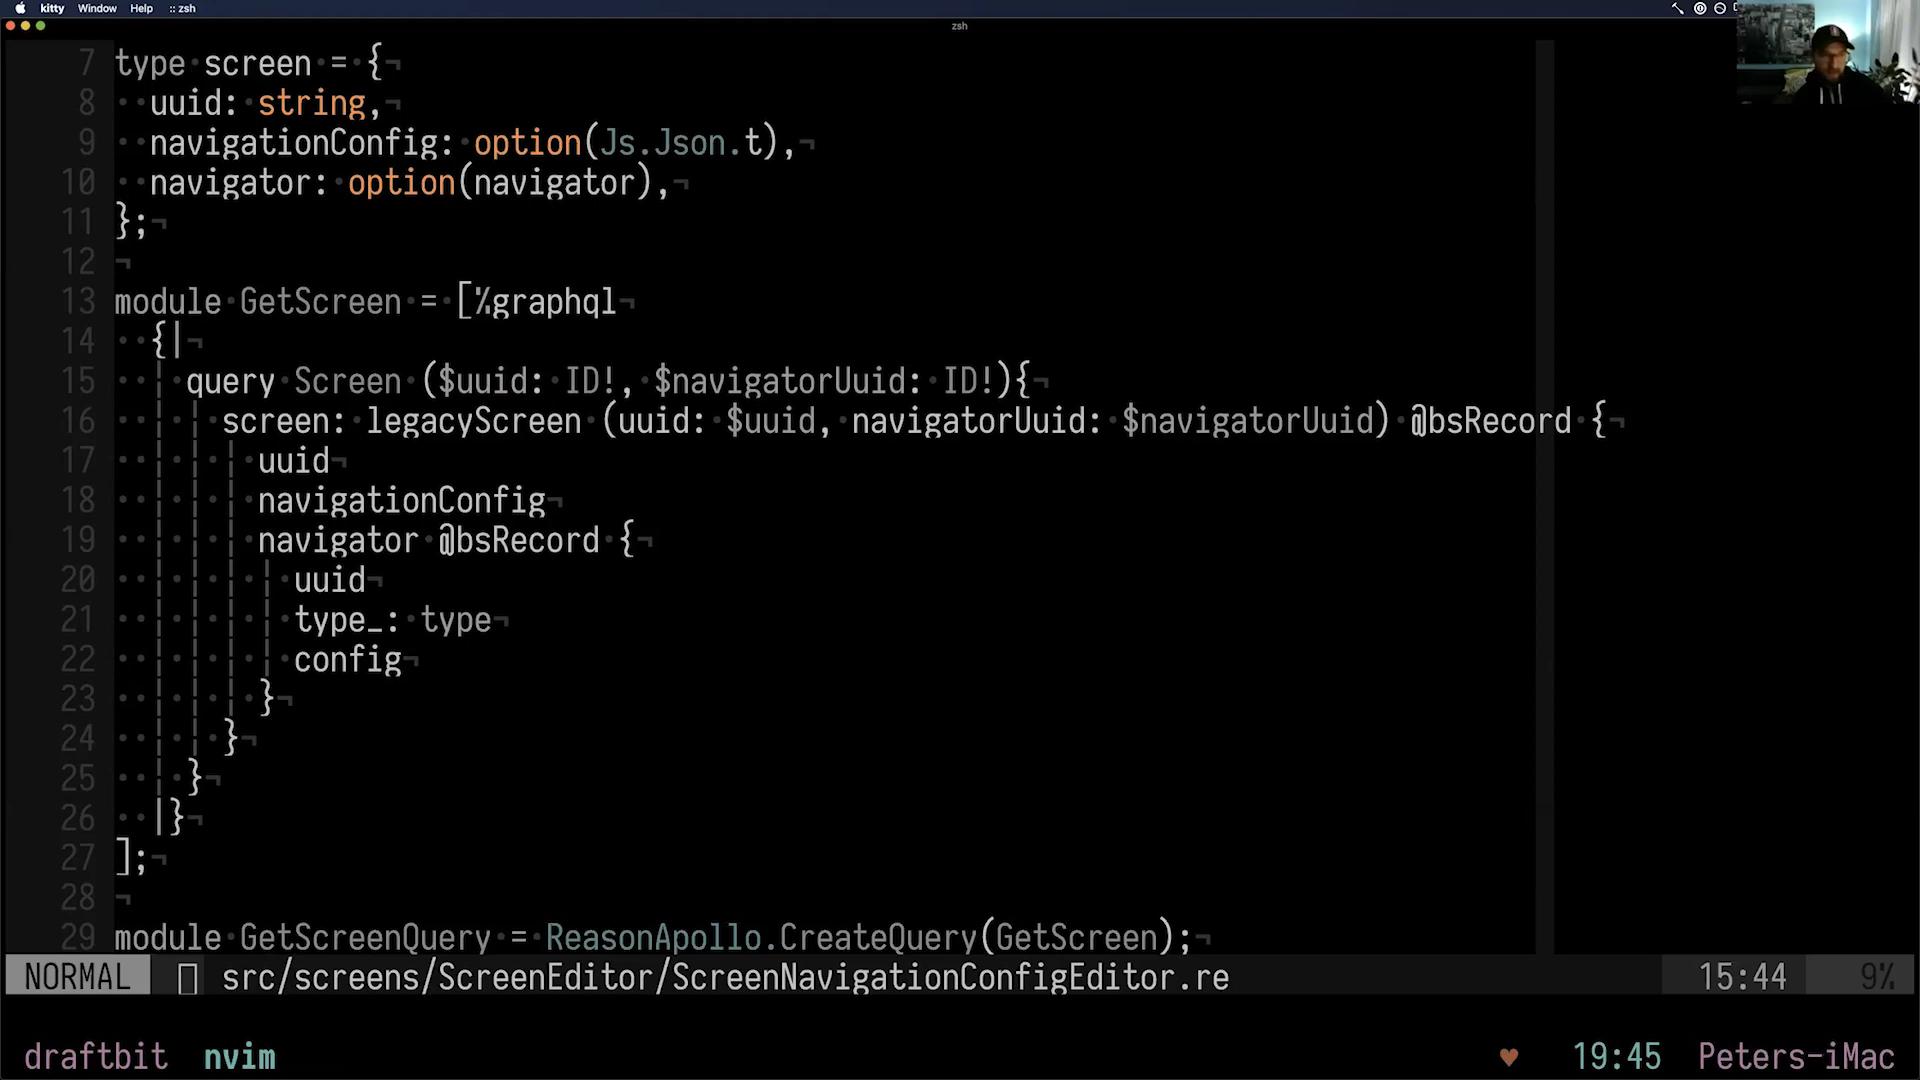 kitty Window Help :: zsh
zsh
7 type screen = {¬
8 ··uuid: string,¬
9 ··navigationConfig: option(Js.Json.t),¬
10 ··navigator: option(navigator),¬
11 };¬
12 ¬
13 module·GetScreen = [%graphql¬
14 ··{|¬
15 ··¦·query·Screen ($uuid:·ID!,·$navigatorUuid:·ID!){¬
16 ··¦·¦·screen:·legacyScreen·(uuid:·$uuid,·navigatorUuid:·$navigatorUuid)·@bsRecord·{¬
17 ··¦·¦·¦·uuid¬
18 ··¦·¦·¦·navigationConfig¬
19 ··¦·¦·¦·navigator·@bsRecord·{¬
20 ··¦·¦·¦·¦·uuid¬
21 ··¦·¦·¦·¦·type_:·type¬
22 ··¦·¦·¦·¦·config¬
23 ··¦·¦·¦·}¬
24 ··¦·¦·}¬
25 ··¦·}¬
26 ··|}¬
27 ];¬
28 ¬
29 module·GetScreenQuery·=·ReasonApollo.CreateQuery(GetScreen);¬
NORMAL src/screens/ScreenEditor/ScreenNavigationConfigEditor.re 15:44 9%
draftbit nvim ♥ 19:45 Peters-iMac